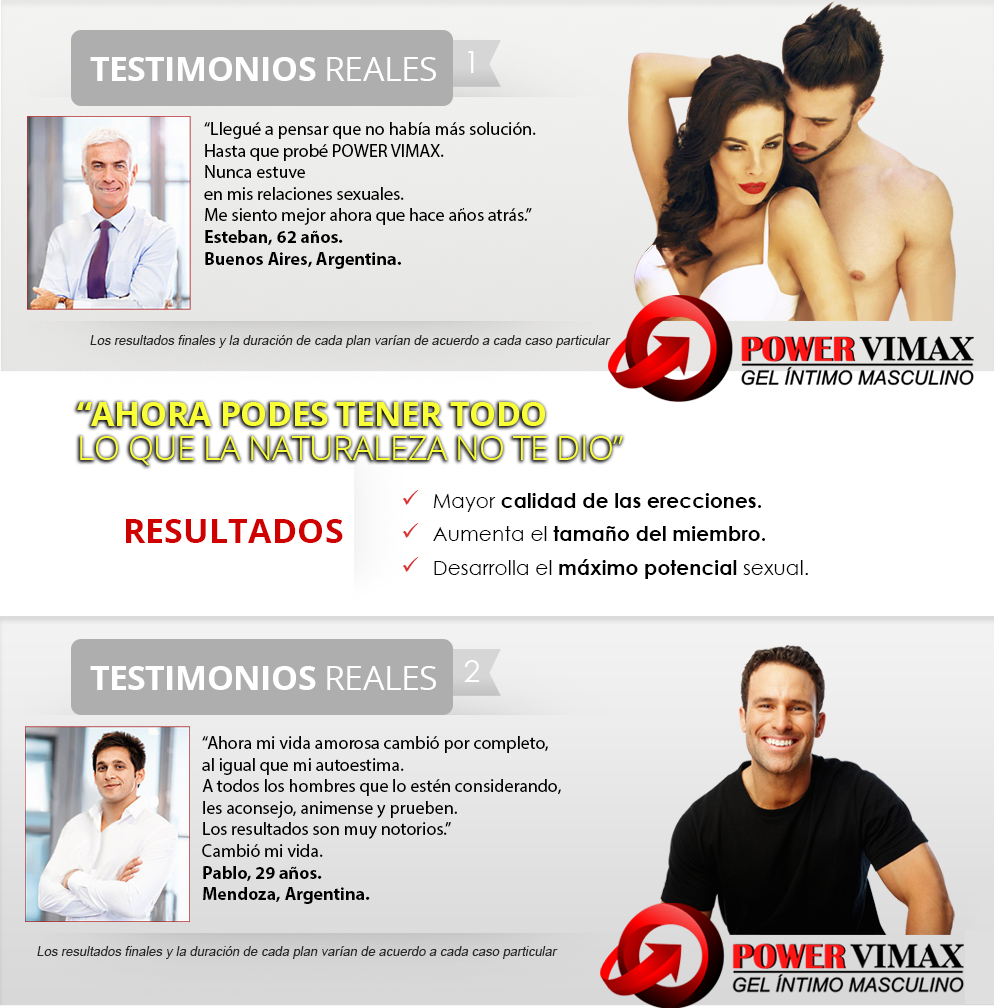 TESTIMONIOS REALES 1
“Llegué a pensar que no había más solución.
Hasta que probé POWER VIMAX.
Nunca estuve
en mis relaciones sexuales.
Me siento mejor ahora que hace años atrás.”
Esteban, 62 años.
Buenos Aires, Argentina.
Los resultados finales y la duración de cada plan varían de acuerdo a cada caso particular
POWER VIMAX
GEL ÍNTIMO MASCULINO
“AHORA PODES TENER TODO
LO QUE LA NATURALEZA NO TE DIO”
RESULTADOS
Mayor calidad de las erecciones.
Aumenta el tamaño del miembro.
Desarrolla el máximo potencial sexual.
TESTIMONIOS REALES 2
“Ahora mi vida amorosa cambió por completo,
al igual que mi autoestima.
A todos los hombres que lo estén considerando,
les aconsejo, animense y prueben.
Los resultados son muy notorios.”
Cambió mi vida.
Pablo, 29 años.
Mendoza, Argentina.
Los resultados finales y la duración de cada plan varían de acuerdo a cada caso particular
POWER VIMAX
GEL ÍNTIMO MASCULINO